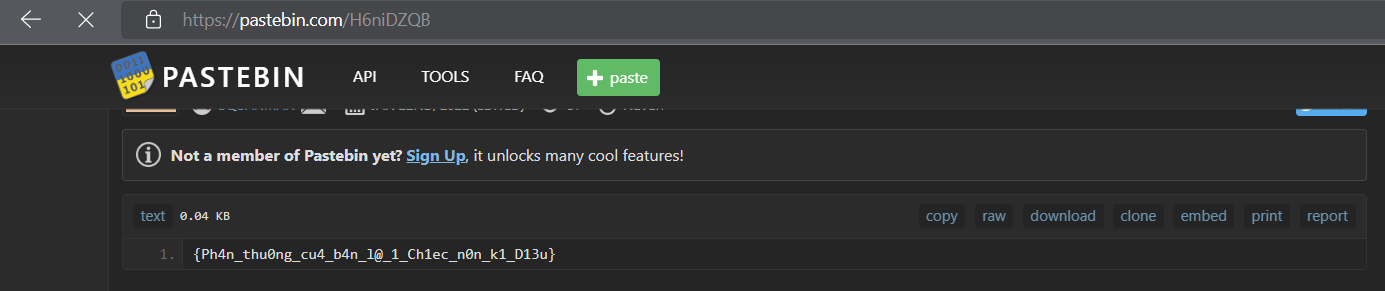 https://pastebin.com/H6niDZQB
PASTEBIN API TOOLS FAQ + paste
Not a member of Pastebin yet? Sign Up, it unlocks many cool features!
text 0.04 KB copy raw download clone embed print report
1. {Ph4n_thu0ng_cu4_b4n_l@_1_Ch1ec_n0n_k1_D13u}